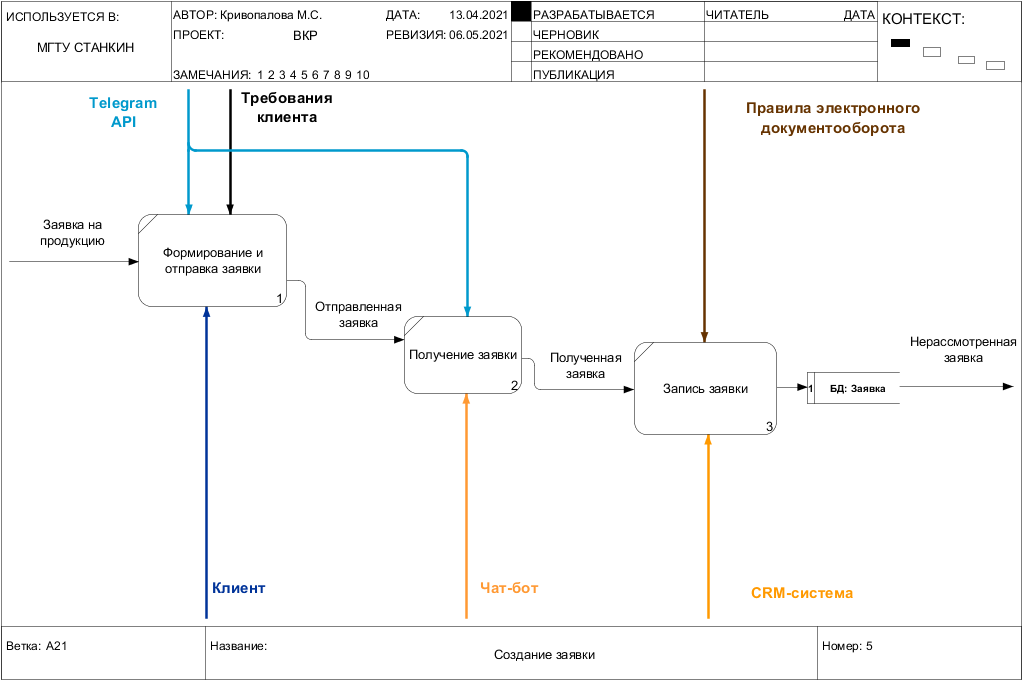 ИСПОЛЬЗУЕТСЯ В:
МГТУ СТАНКИН
АВТОР: Кривопалова М.С.
ДАТА: 13.04.2021
ПРОЕКТ: ВКР
РЕВИЗИЯ: 06.05.2021
ЗАМЕЧАНИЯ: 1 2 3 4 5 6 7 8 9 10
РАЗРАБАТЫВАЕТСЯ
ЧЕРНОВИК
РЕКОМЕНДОВАНО
ПУБЛИКАЦИЯ
ЧИТАТЕЛЬ ДАТА
КОНТЕКСТ:
Telegram
API
Требования
клиента
Правила электронного
документооборота
Заявка на
продукцию
Формирование и
отправка заявки
1
Отправленная
заявка
Получение заявки
2
Полученная
заявка
Запись заявки
3
1 БД: Заявка
Нерассмотренная
заявка
Клиент
Чат-бот
CRM-система
Ветка: A21
Название:
Создание заявки
Номер: 5